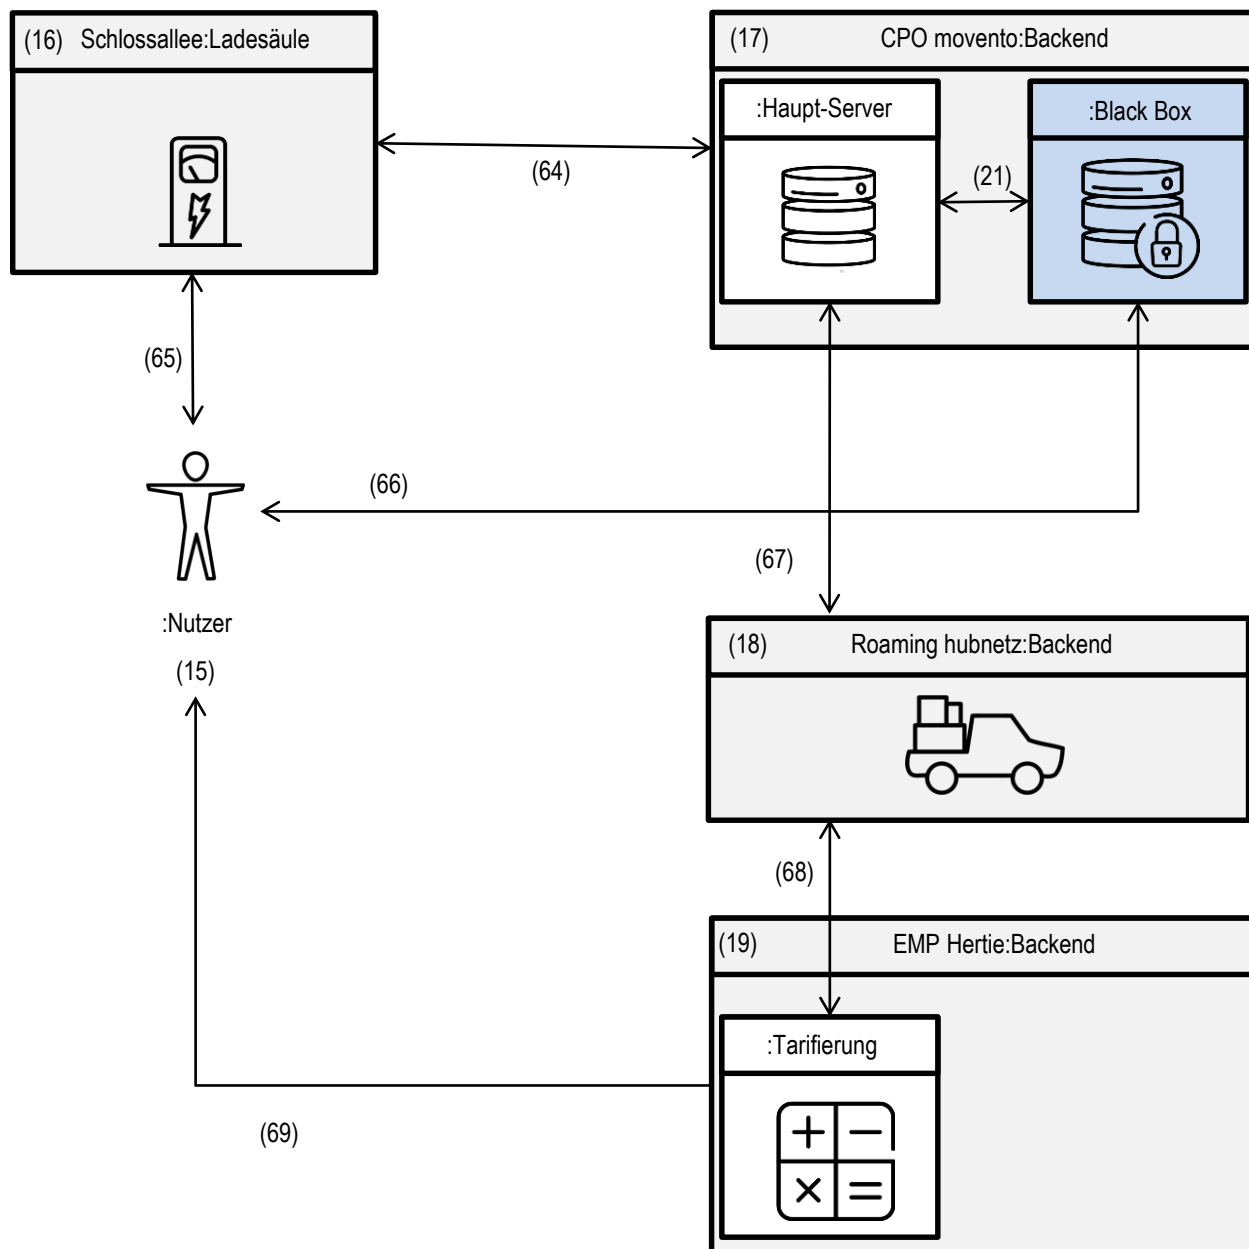 (16) Schlossallee:Ladesäule
(17) CPO movento:Backend
:Haupt-Server
:Black Box
(64)
(21)
(65)
(66)
(67)
:Nutzer
(15)
(18) Roaming hubnetz:Backend
(68)
(19) EMP Hertie:Backend
:Tarifierung
(69)